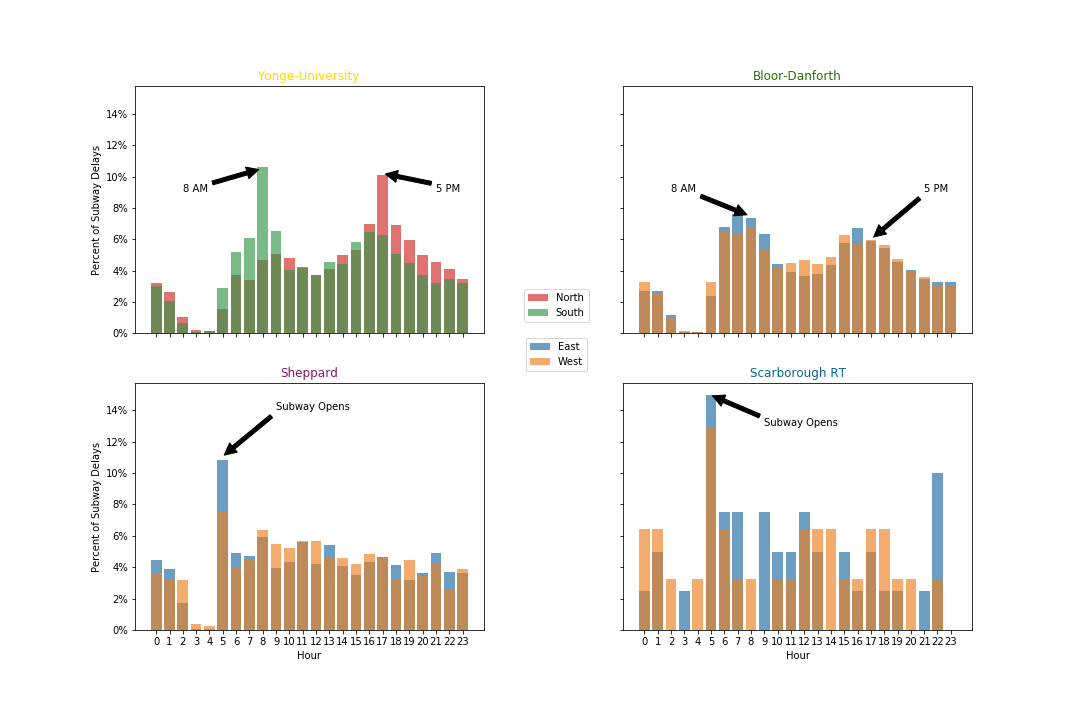 Yonge-University
Bloor-Danforth
Percent of Subway Delays
14%
12%
10%
8%
6%
4%
2%
0%
8 AM
5 PM
8 AM
5 PM
North
South
East
West
Sheppard
Scarborough RT
Percent of Subway Delays
14%
12%
10%
8%
6%
4%
2%
0%
Subway Opens
Subway Opens
0 1 2 3 4 5 6 7 8 9 10 11 12 13 14 15 16 17 18 19 20 21 22 23
Hour
0 1 2 3 4 5 6 7 8 9 10 11 12 13 14 15 16 17 18 19 20 21 22 23
Hour